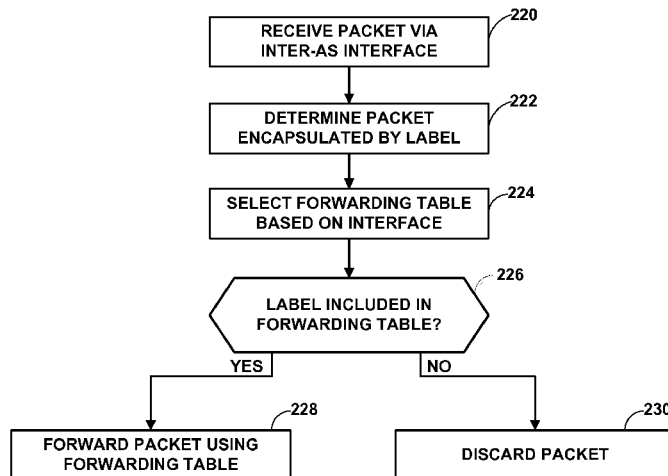 220
RECEIVE PACKET VIA
INTER-AS INTERFACE
222
DETERMINE PACKET
ENCAPSULATED BY LABEL
224
SELECT FORWARDING TABLE
BASED ON INTERFACE
226
LABEL INCLUDED IN
FORWARDING TABLE?
YES
NO
228
FORWARD PACKET USING
FORWARDING TABLE
230
DISCARD PACKET